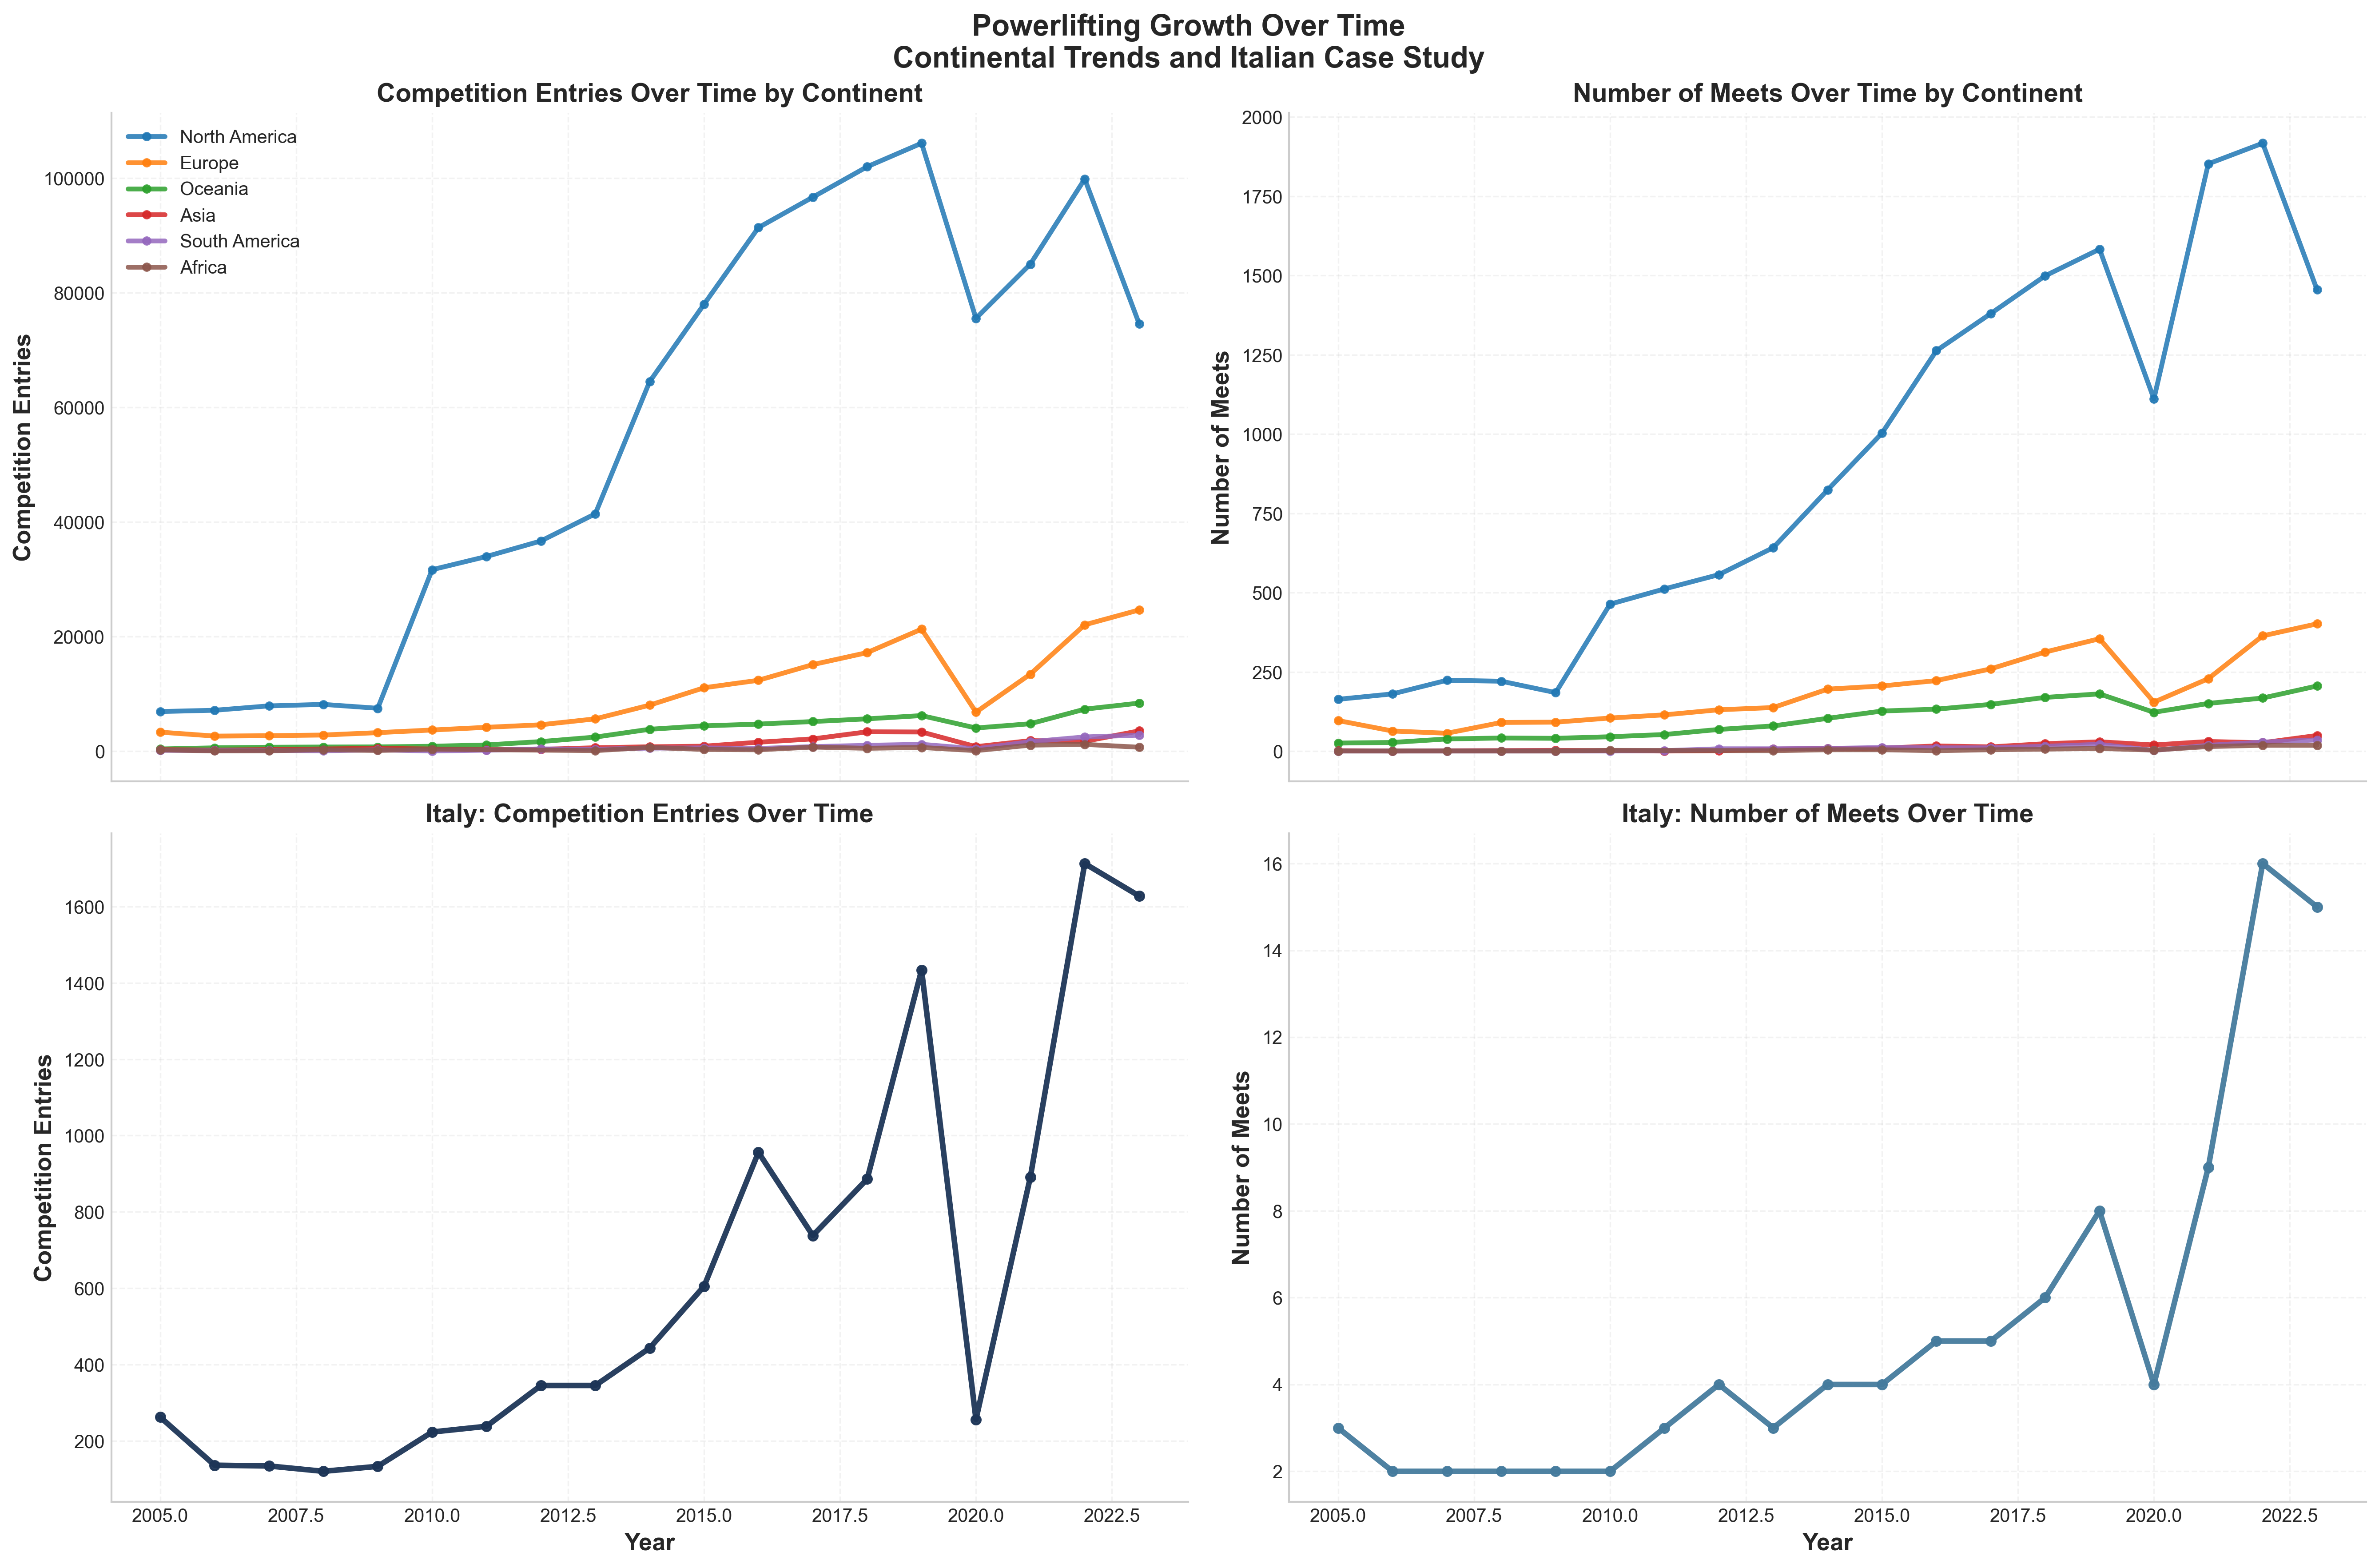 Powerlifting Growth Over Time
Continental Trends and Italian Case Study
Competition Entries Over Time by Continent
Competition Entries
100000
80000
60000
40000
20000
0
North America
Europe
Oceania
Asia
South America
Africa
Number of Meets Over Time by Continent
Number of Meets
2000
1750
1500
1250
1000
750
500
250
0
Italy: Competition Entries Over Time
Competition Entries
1600
1400
1200
1000
800
600
400
200
2005.0 2007.5 2010.0 2012.5 2015.0 2017.5 2020.0 2022.5
Year
Italy: Number of Meets Over Time
Number of Meets
16
14
12
10
8
6
4
2
2005.0 2007.5 2010.0 2012.5 2015.0 2017.5 2020.0 2022.5
Year